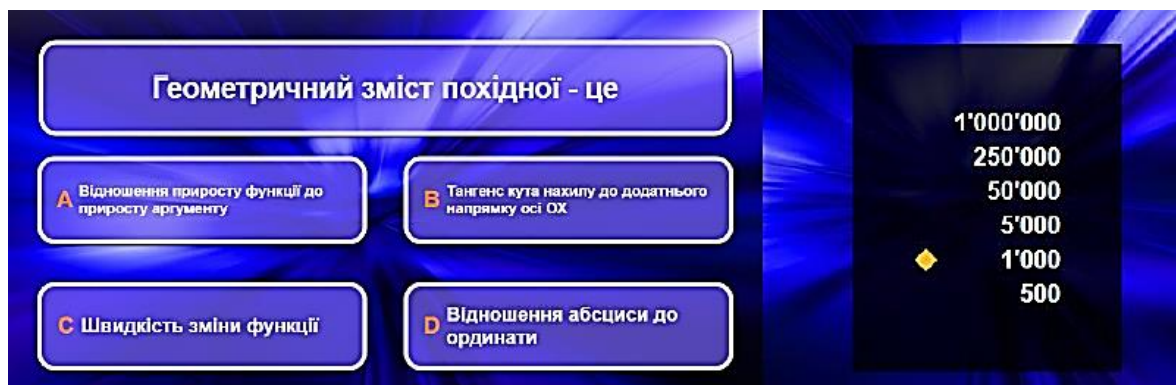 Геометричний зміст похідної - це
A Відношення приросту функції до
приросту аргументу
B Тангенс кута нахилу до додатнього
напрямку осі ОХ
C Швидкість зміни функції
D Відношення абсциси до
ординати
1'000'000
250'000
50'000
5'000
1'000
500